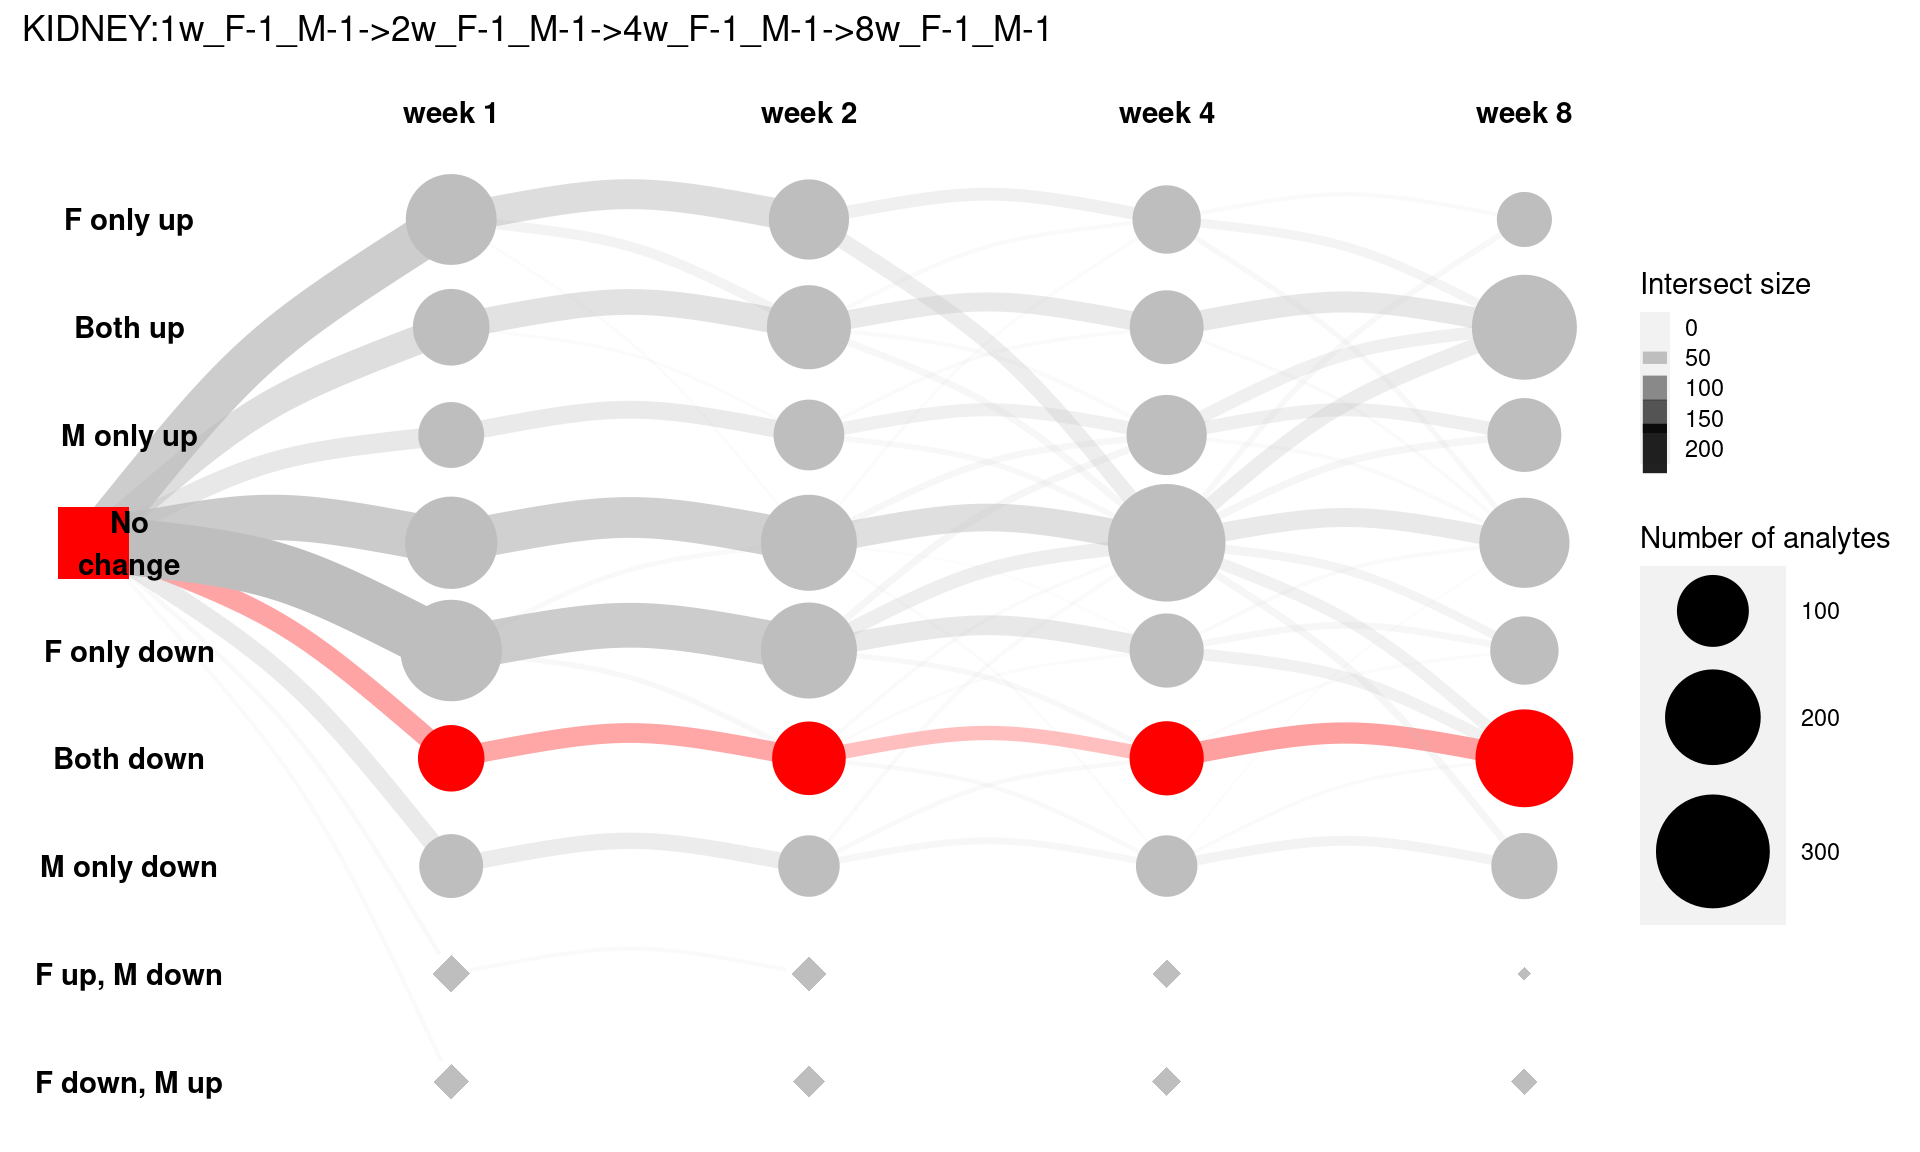 KIDNEY:1w_F-1_M-1->2w_F-1_M-1->4w_F-1_M-1->8w_F-1_M-1
week 1
week 2
week 4
week 8
F only up
Both up
M only up
No
change
F only down
Both down
M only down
F up, M down
F down, M up
Intersect size
0
50
100
150
200
Number of analytes
100
200
300